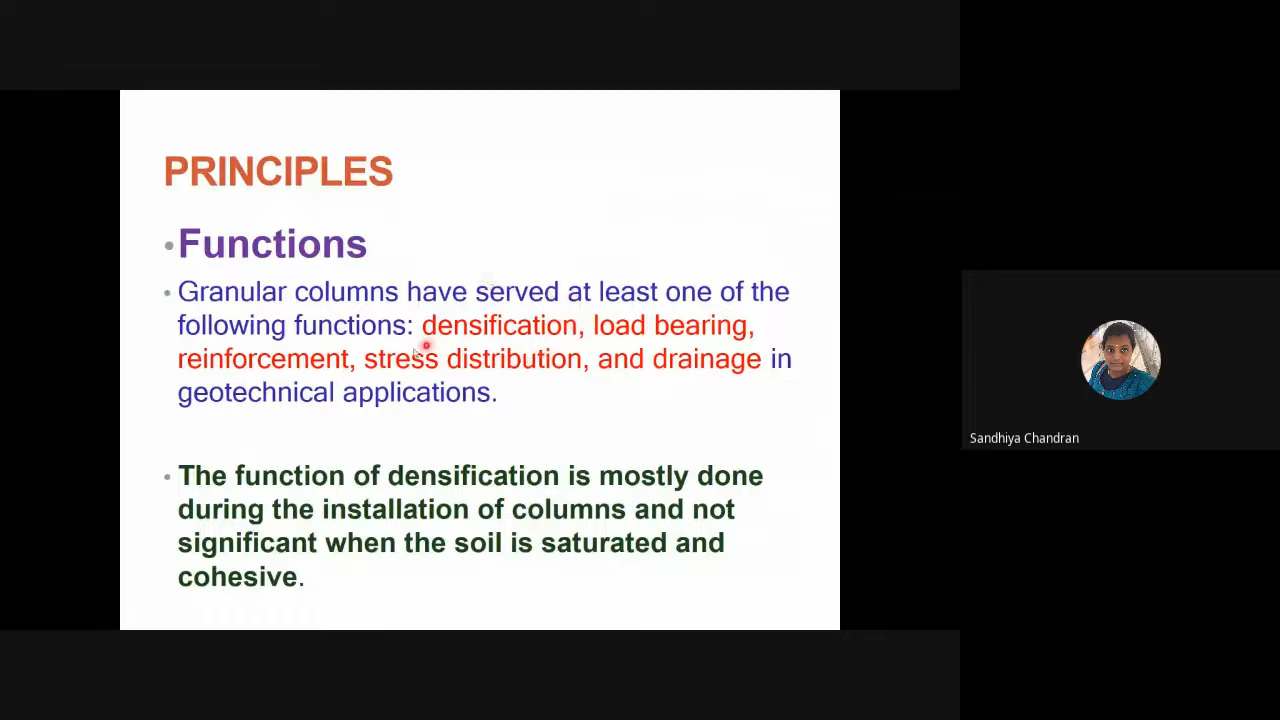 PRINCIPLES
•Functions
• Granular columns have served at least one of the
following functions: densification, load bearing,
reinforcement, stress distribution, and drainage in
geotechnical applications.
• The function of densification is mostly done
during the installation of columns and not
significant when the soil is saturated and
cohesive.
Sandhiya Chandran